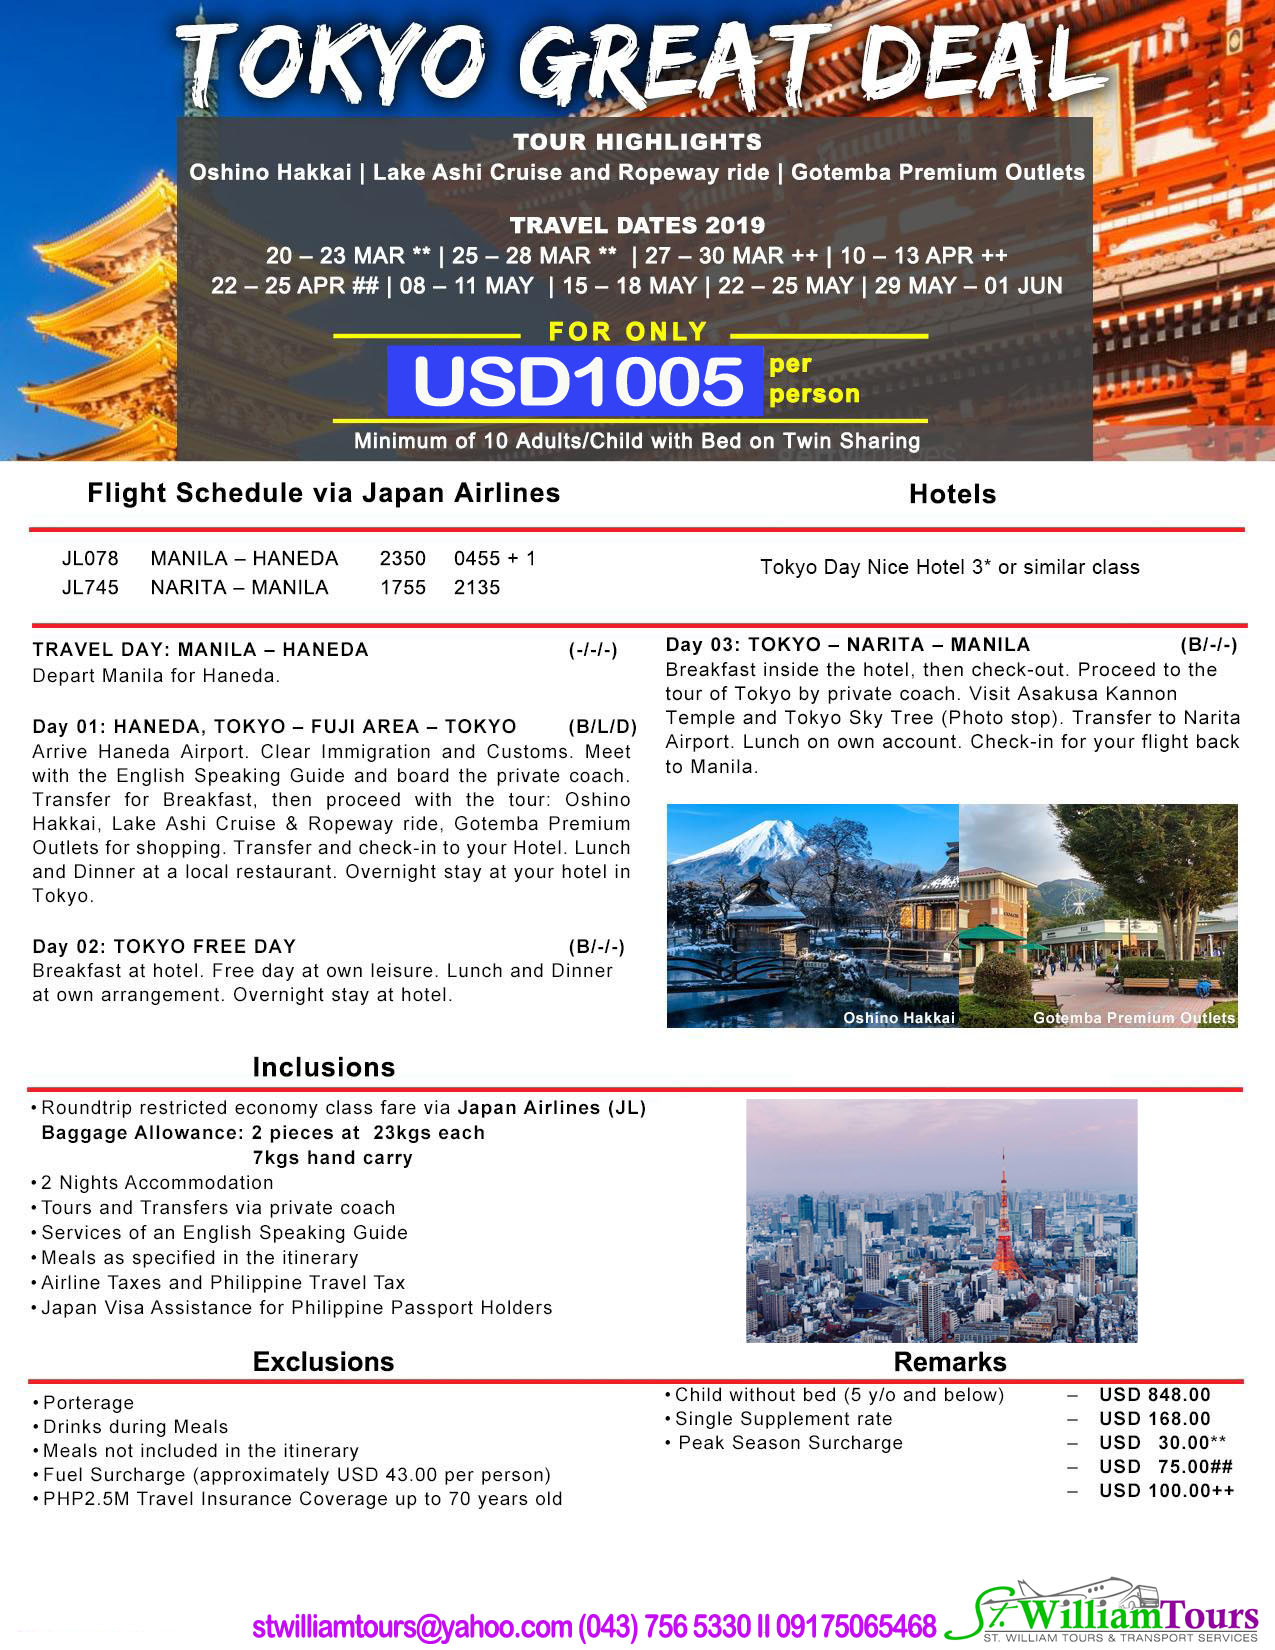 TOKYO GREAT DEAL
TOUR HIGHLIGHTS
Oshino Hakkai | Lake Ashi Cruise and Ropeway ride | Gotemba Premium Outlets
TRAVEL DATES 2019
20 – 23 MAR ** | 25 – 28 MAR ** | 27 – 30 MAR ++ | 10 – 13 APR ++
22 – 25 APR ## | 08 – 11 MAY | 15 – 18 MAY | 22 – 25 MAY | 29 MAY – 01 JUN
FOR ONLY
USD1005 per person
Minimum of 10 Adults/Child with Bed on Twin Sharing
Flight Schedule via Japan Airlines
JL078 MANILA – HANEDA 2350 0455 + 1
JL745 NARITA – MANILA 1755 2135
Hotels
Tokyo Day Nice Hotel 3* or similar class
TRAVEL DAY: MANILA – HANEDA (-/-/-)
Depart Manila for Haneda.
Day 01: HANEDA, TOKYO – FUJI AREA – TOKYO (B/L/D)
Arrive Haneda Airport. Clear Immigration and Customs. Meet
with the English Speaking Guide and board the private coach.
Transfer for Breakfast, then proceed with the tour: Oshino
Hakkai, Lake Ashi Cruise & Ropeway ride, Gotemba Premium
Outlets for shopping. Transfer and check-in to your Hotel. Lunch
and Dinner at a local restaurant. Overnight stay at your hotel in
Tokyo.
Day 02: TOKYO FREE DAY (B/-/-)
Breakfast at hotel. Free day at own leisure. Lunch and Dinner
at own arrangement. Overnight stay at hotel.
Day 03: TOKYO – NARITA – MANILA (B/-/-)
Breakfast inside the hotel, then check-out. Proceed to the
tour of Tokyo by private coach. Visit Asakusa Kannon
Temple and Tokyo Sky Tree (Photo stop). Transfer to Narita
Airport. Lunch on own account. Check-in for your flight back
to Manila.
Oshino Hakkai
Gotemba Premium Outlets
Inclusions
• Roundtrip restricted economy class fare via Japan Airlines (JL)
Baggage Allowance: 2 pieces at 23kgs each
7kgs hand carry
• 2 Nights Accommodation
• Tours and Transfers via private coach
• Services of an English Speaking Guide
• Meals as specified in the itinerary
• Airline Taxes and Philippine Travel Tax
• Japan Visa Assistance for Philippine Passport Holders
Exclusions
• Porterage
• Drinks during Meals
• Meals not included in the itinerary
• Fuel Surcharge (approximately USD 43.00 per person)
• PHP2.5M Travel Insurance Coverage up to 70 years old
Remarks
• Child without bed (5 y/o and below) – USD 848.00
• Single Supplement rate – USD 168.00
• Peak Season Surcharge – USD 30.00**
– USD 75.00##
– USD 100.00++
stwilliamtours@yahoo.com (043) 756 5330 II 09175065468
St. William Tours
ST. WILLIAM TOURS & TRANSPORT SERVICES